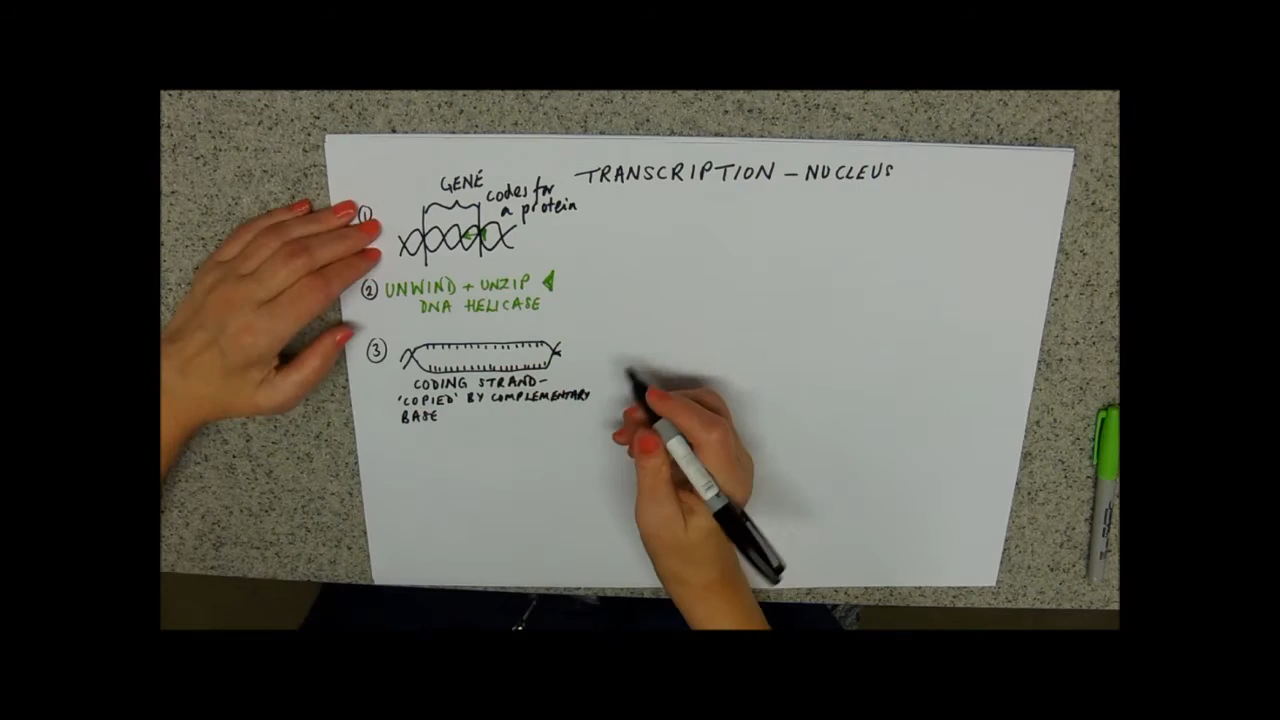 TRANSCRIPTION - NUCLEUS
GENE
codes for
a protein
1
2 UNWIND + UNZIP
DNA HELICASE
3
CODING STRAND-
'COPIED' BY COMPLEMENTARY
BASE